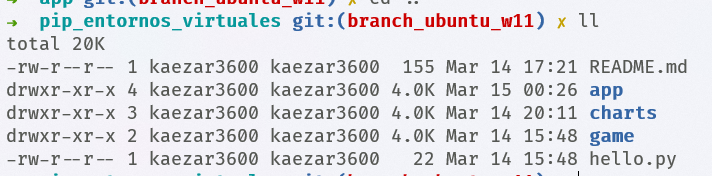 ➜ app git:(branch_ubuntu_w11) ✗ cd ..
➜ pip_entornos_virtuales git:(branch_ubuntu_w11) ✗ ll
total 20K
-rw-r--r-- 1 kaezar3600 kaezar3600 155 Mar 14 17:21 README.md
drwxr-xr-x 4 kaezar3600 kaezar3600 4.0K Mar 15 00:26 app
drwxr-xr-x 3 kaezar3600 kaezar3600 4.0K Mar 14 20:11 charts
drwxr-xr-x 2 kaezar3600 kaezar3600 4.0K Mar 14 15:48 game
-rw-r--r-- 1 kaezar3600 kaezar3600 22 Mar 14 15:48 hello.py